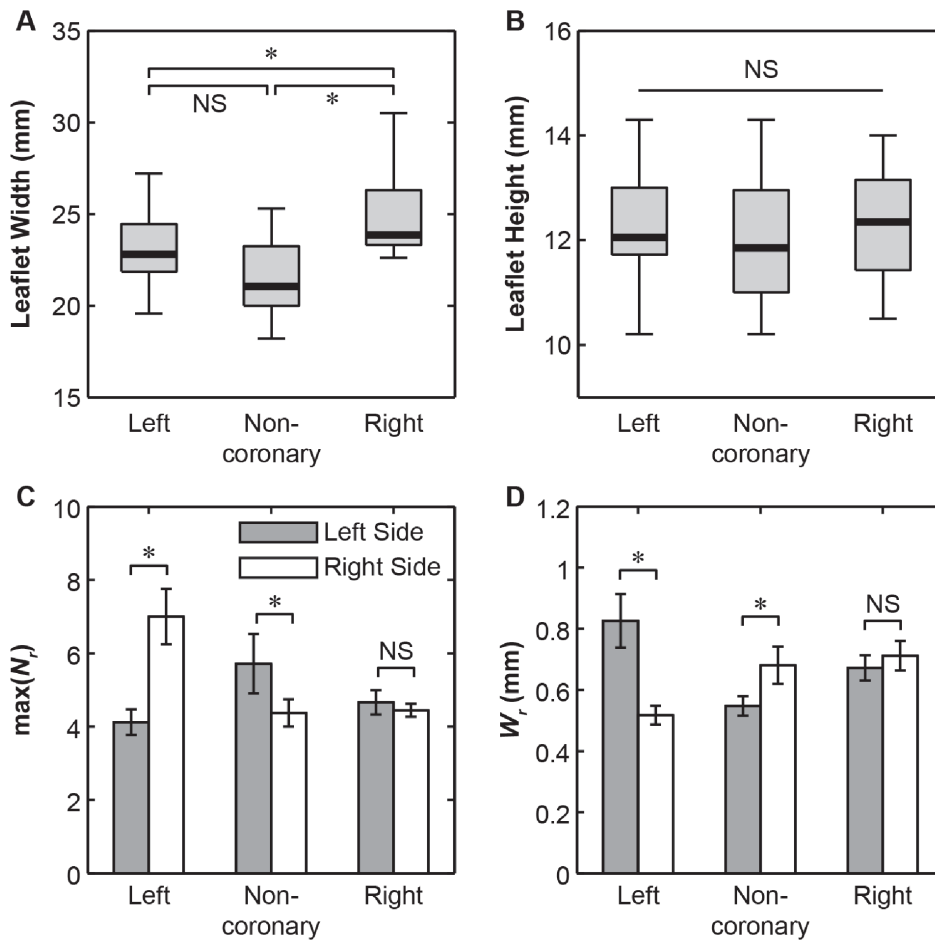 A
35
30
25
20
15
Leaflet Width (mm)
*
NS
*
Left
Non-
coronary
Right
B
16
14
12
10
Leaflet Height (mm)
NS
Left
Non-
coronary
Right
C
10
8
6
4
2
0
max(Nr)
Left Side
Right Side
*
*
NS
Left
Non-
coronary
Right
D
1.2
1
0.8
0.6
0.4
0.2
0
Wr (mm)
*
*
NS
Left
Non-
coronary
Right